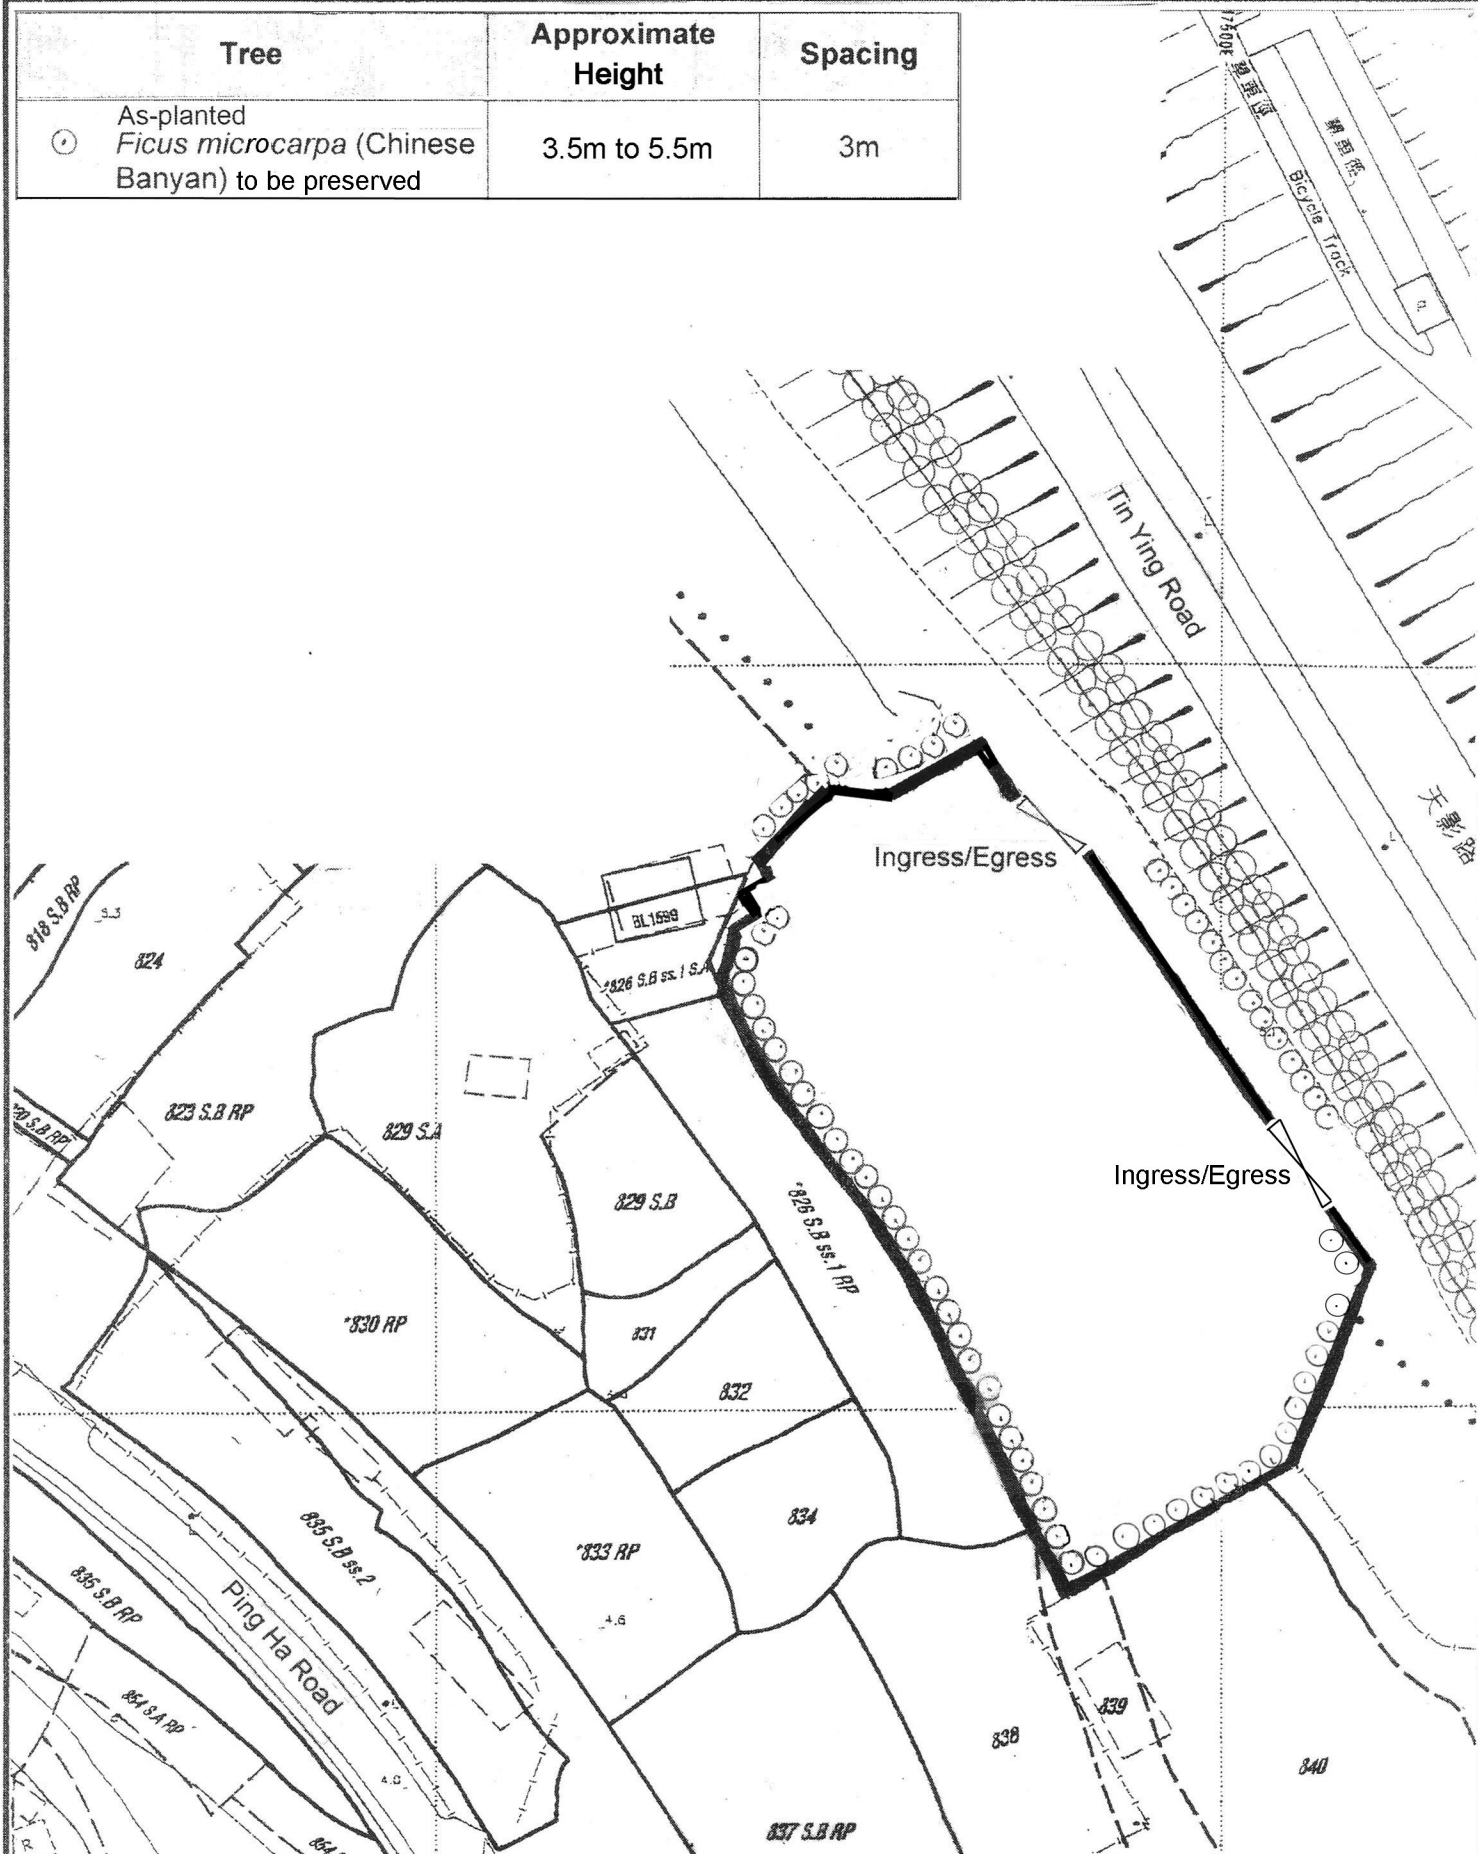 Tree
Approximate
Height
Spacing
As-planted
Ficus microcarpa (Chinese
Banyan) to be preserved
3.5m to 5.5m
3m
Bicycle Track
Tin Ying Road
天影路
Ingress/Egress
BL1599
*826 S.B ss.1 S.A
818 S.B RP
824
823 S.B RP
829 S.A
829 S.B
*826 S.B ss.1 RP
Ingress/Egress
*830 RP
831
832
834
*833 RP
4.6
835 S.B ss.2
836 S.B RP
Ping Ha Road
854 S.A RP
838
839
840
837 S.B RP